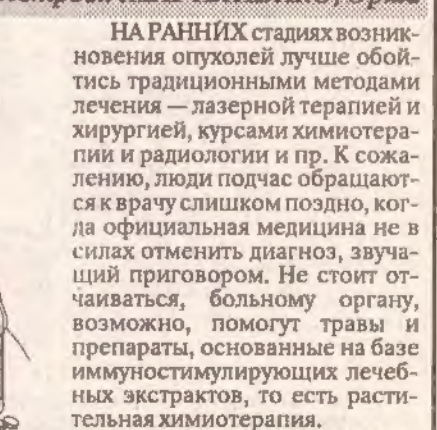 НА РАННИХ стадиях возник-
новения опухолей лучше обой-
тись традиционными методами
лечения — лазерной терапией и
хирургией, курсами химиотера-
пии и радиологии и пр. К сожа-
лению, люди подчас обращают-
ся к врачу слишком поздно, ког-
да официальная медицина не в
силах отменить диагноз, звуча-
щий приговором. Не стоит от-
чаиваться, больному органу,
возможно, помогут травы и
препараты, основанные на базе
иммуностимулирующих лечеб-
ных экстрактов, то есть расти-
тельная химиотерапия.